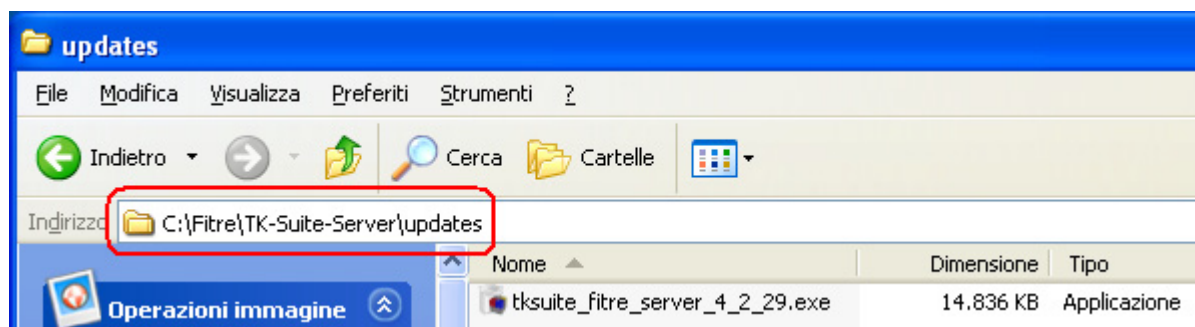 updates
File Modifica Visualizza Preferiti Strumenti ?
Indietro Cerca Cartelle
Indirizzo C:\Fitre\TK-Suite-Server\updates
Nome Dimensione Tipo
Operazioni immagine tksuite_fitre_server_4_2_29.exe 14.836 KB Applicazione